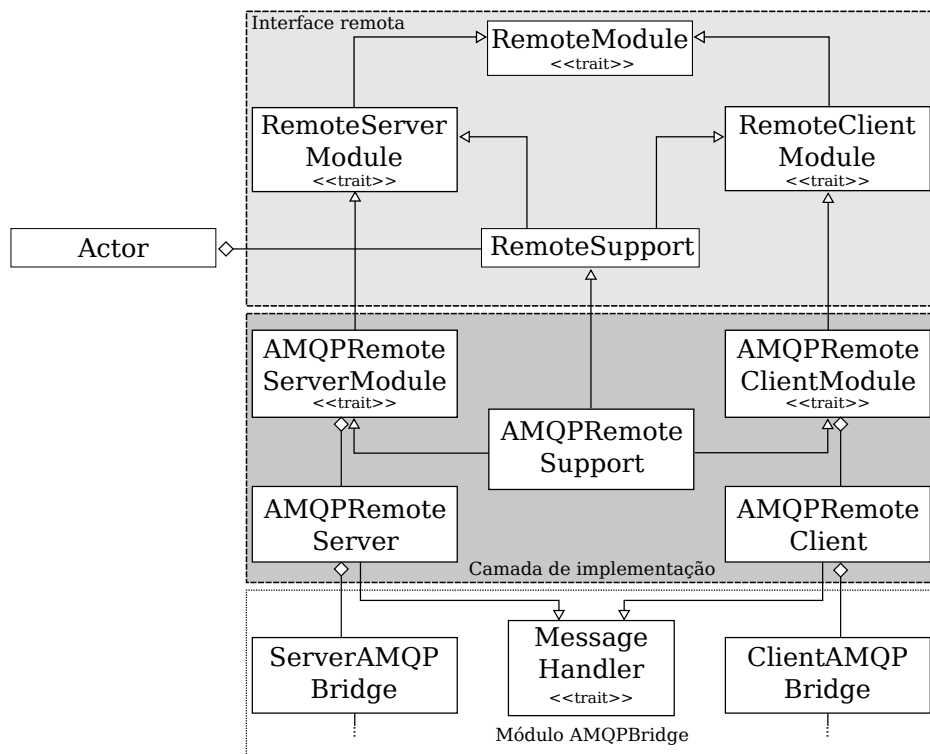 Interface remota
RemoteModule
<<trait>>
RemoteServer
Module
<<trait>>
RemoteClient
Module
<<trait>>
Actor
RemoteSupport
AMQPRemote
ServerModule
<<trait>>
AMQPRemote
ClientModule
<<trait>>
AMQPRemote
Support
AMQPRemote
Server
AMQPRemote
Client
Camada de implementação
ServerAMQP
Bridge
Message
Handler
<<trait>>
ClientAMQP
Bridge
Módulo AMQPBridge